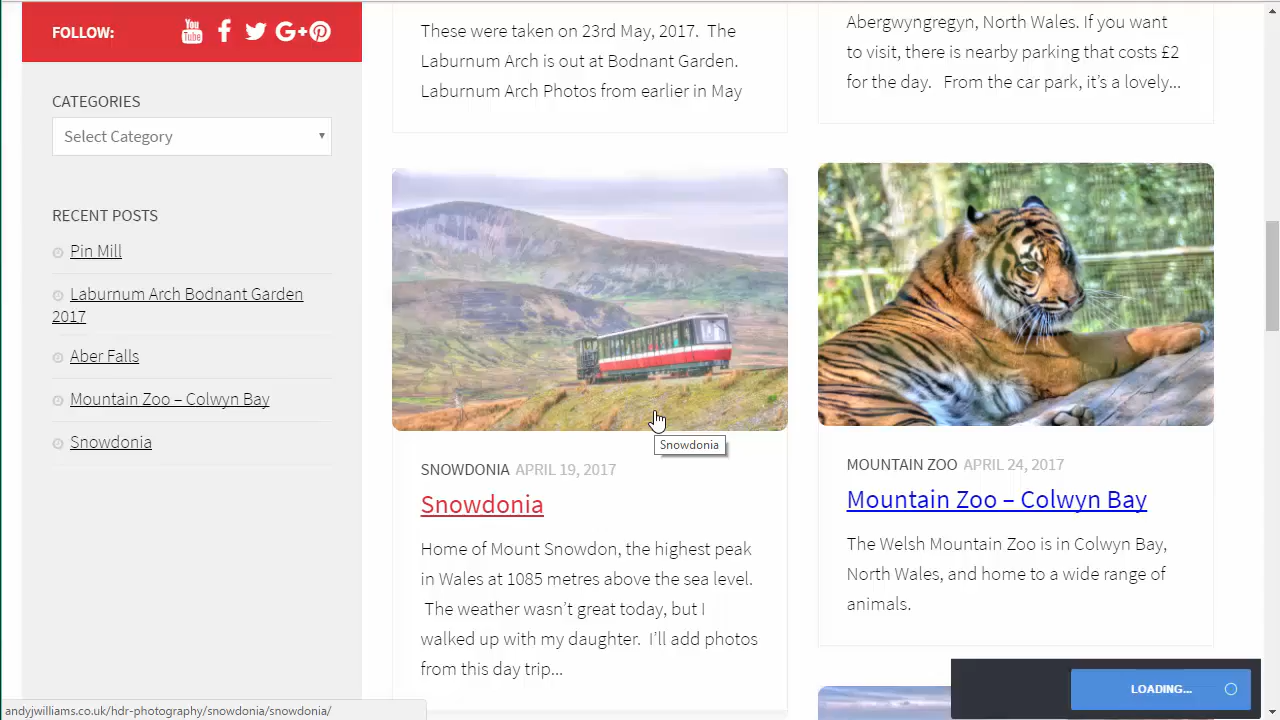 FOLLOW:
You
Tube
G+
CATEGORIES
Select Category
RECENT POSTS
Pin Mill
Laburnum Arch Bodnant Garden
2017
Aber Falls
Mountain Zoo – Colwyn Bay
Snowdonia
These were taken on 23rd May, 2017. The
Laburnum Arch is out at Bodnant Garden.
Laburnum Arch Photos from earlier in May
Abergwyngregyn, North Wales. If you want
to visit, there is nearby parking that costs £2
for the day. From the car park, it’s a lovely...
Snowdonia
SNOWDONIA APRIL 19, 2017
Snowdonia
Home of Mount Snowdon, the highest peak
in Wales at 1085 metres above the sea level.
The weather wasn’t great today, but I
walked up with my daughter. I’ll add photos
from this day trip...
MOUNTAIN ZOO APRIL 24, 2017
Mountain Zoo – Colwyn Bay
The Welsh Mountain Zoo is in Colwyn Bay,
North Wales, and home to a wide range of
animals.
LOADING...
andyjwilliams.co.uk/hdr-photography/snowdonia/snowdonia/